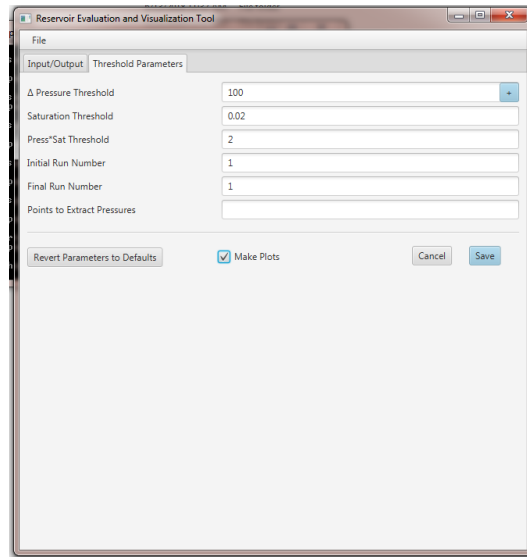 Reservoir Evaluation and Visualization Tool
File
Input/Output Threshold Parameters
Δ Pressure Threshold 100 +
Saturation Threshold 0.02
Press*Sat Threshold 2
Initial Run Number 1
Final Run Number 1
Points to Extract Pressures
Revert Parameters to Defaults Make Plots Cancel Save